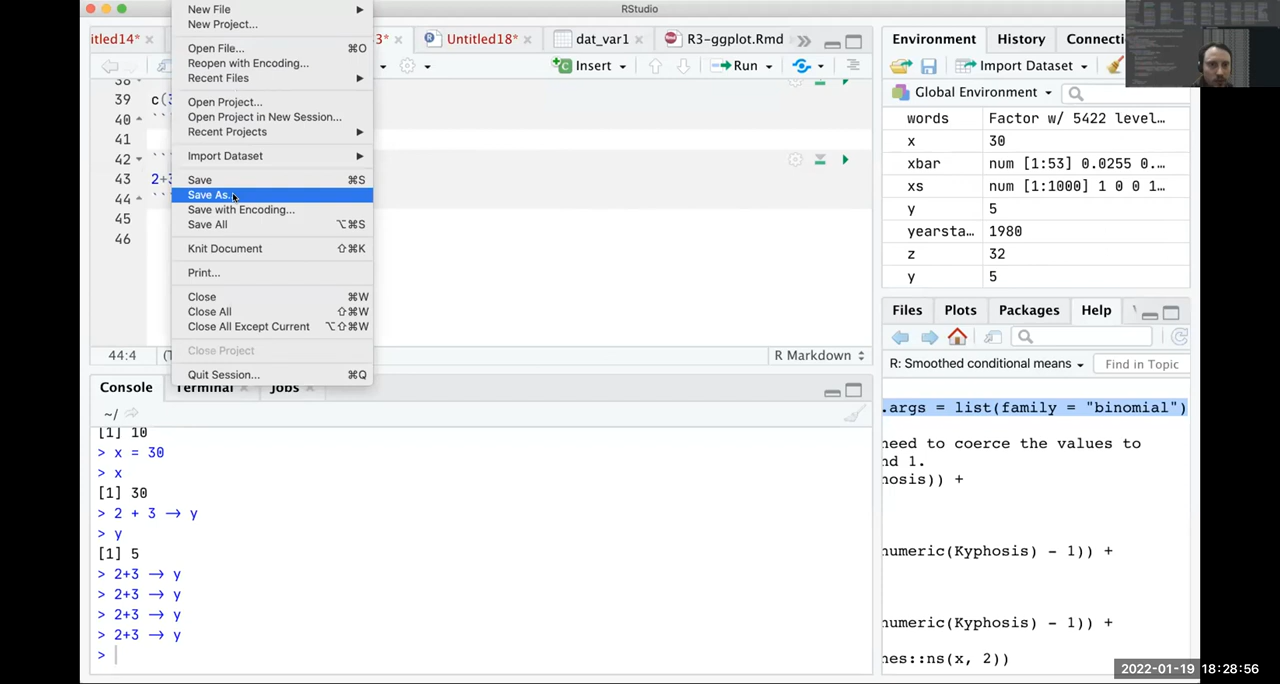 RStudio
New File
New Project...
Open File... ⌘O
Reopen with Encoding...
Recent Files
Open Project...
Open Project in New Session...
Recent Projects
Import Dataset
Save ⌘S
Save As...
Save with Encoding...
Save All ⌥⌘S
Knit Document ⇧⌘K
Print...
Close ⌘W
Close All ⇧⌘W
Close All Except Current ⌥⇧⌘W
Close Project
Quit Session... ⌘Q
itled14* 3* Untitled18* dat_var1 R3-ggplot.Rmd
Insert Run
38
39 c(3
40 ```
41
42 ```
43 2+3
44 ```
45
46
44:4 (T R Markdown
Console Terminal Jobs
~/
[1] 10
> x = 30
> x
[1] 30
> 2 + 3 -> y
> y
[1] 5
> 2+3 -> y
> 2+3 -> y
> 2+3 -> y
> 2+3 -> y
>
Environment History Connecti
Import Dataset
Global Environment
words Factor w/ 5422 level…
x 30
xbar num [1:53] 0.0255 0.…
xs num [1:1000] 1 0 0 1…
y 5
yearsta… 1980
z 32
y 5
Files Plots Packages Help
R: Smoothed conditional means Find in Topic
.args = list(family = "binomial")
need to coerce the values to
nd 1.
nosis)) +
numeric(Kyphosis) - 1)) +
numeric(Kyphosis) - 1)) +
nes::ns(x, 2))
2022-01-19 18:28:56